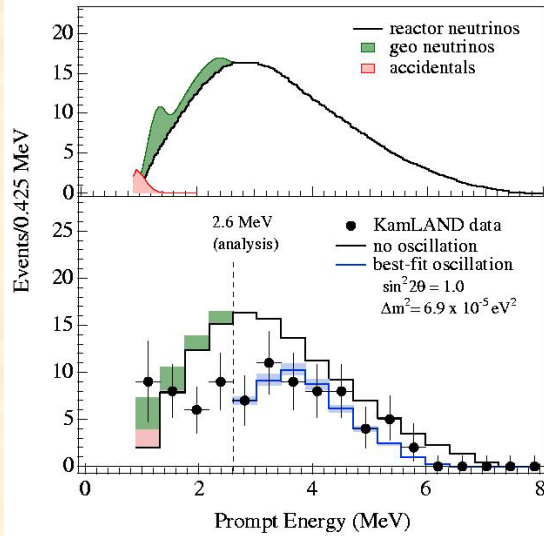 reactor neutrinos
geo neutrinos
accidentals
20
15
10
5
0
Events/0.425 MeV
2.6 MeV
(analysis)
KamLAND data
no oscillation
best-fit oscillation
sin²2θ = 1.0
Δm² = 6.9 x 10⁻⁵ eV²
25
20
15
10
5
0
0 2 4 6 8
Prompt Energy (MeV)